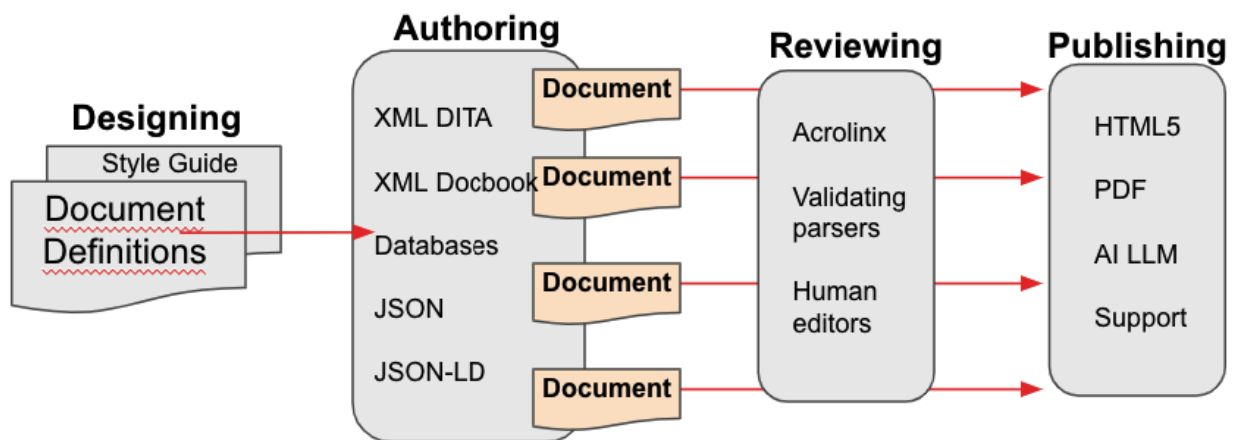 Designing
Style Guide
Document
Definitions
Authoring
XML DITA
XML Docbook
Databases
JSON
JSON-LD
Document
Document
Document
Document
Reviewing
Acrolinx
Validating
parsers
Human
editors
Publishing
HTML5
PDF
AI LLM
Support